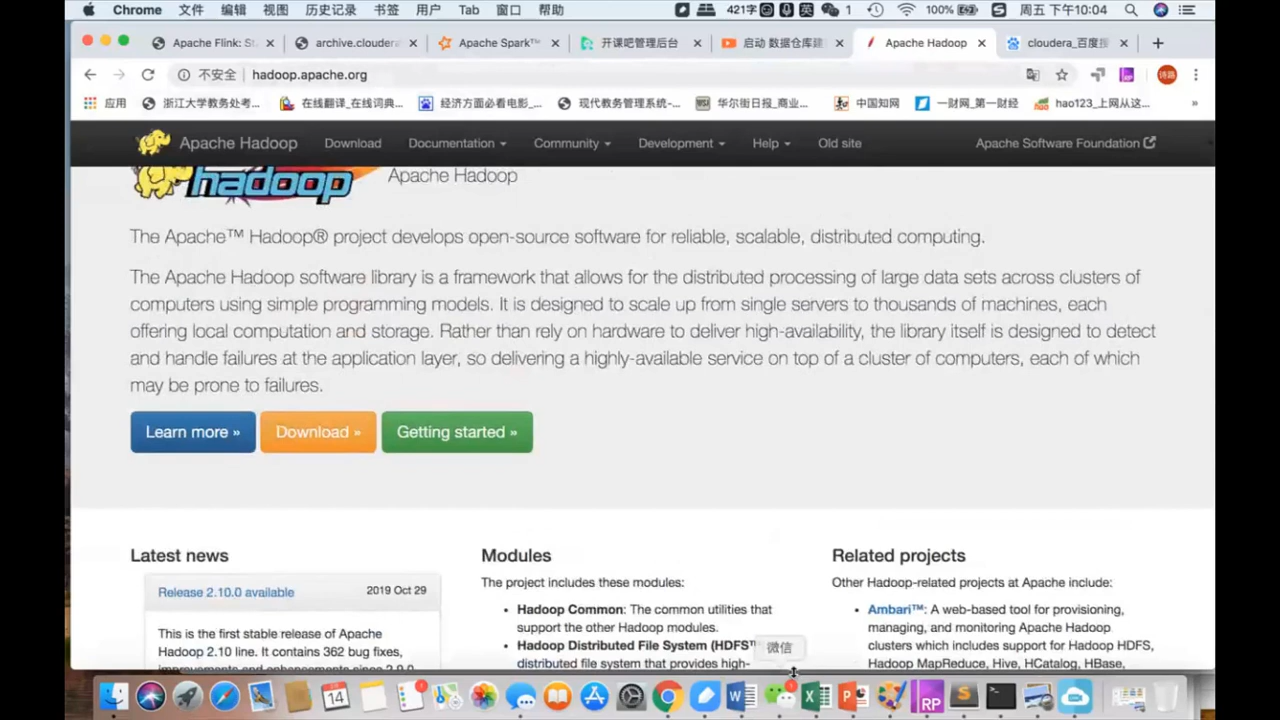 Chrome 文件 编辑 视图 历史记录 书签 用户 Tab 窗口 帮助 421字 英 1 100% 周五 下午10:04
Apache Flink: St archive.cloudera Apache Spark™ 开课吧管理后台 启动 数据仓库建 Apache Hadoop cloudera_百度搜
不安全 hadoop.apache.org 诗路
应用 浙江大学教务处考... 在线翻译_在线词典... 经济方面必看电影_... 现代教务管理系统-... WSJ 华尔街日报_商业... 中国知网 一财网_第一财经 hao123_上网从这... »
Apache Hadoop Download Documentation Community Development Help Old site Apache Software Foundation
hadoop Apache Hadoop
The Apache™ Hadoop® project develops open-source software for reliable, scalable, distributed computing.
The Apache Hadoop software library is a framework that allows for the distributed processing of large data sets across clusters of
computers using simple programming models. It is designed to scale up from single servers to thousands of machines, each
offering local computation and storage. Rather than rely on hardware to deliver high-availability, the library itself is designed to detect
and handle failures at the application layer, so delivering a highly-available service on top of a cluster of computers, each of which
may be prone to failures.
Learn more » Download » Getting started »
Latest news
Release 2.10.0 available 2019 Oct 29
This is the first stable release of Apache
Hadoop 2.10 line. It contains 362 bug fixes,
improvements and enhancements since 2.9.0
Modules
The project includes these modules:
Hadoop Common: The common utilities that
support the other Hadoop modules.
Hadoop Distributed File System (HDFS™
distributed file system that provides high-
Related projects
Other Hadoop-related projects at Apache include:
Ambari™: A web-based tool for provisioning,
managing, and monitoring Apache Hadoop
clusters which includes support for Hadoop HDFS,
Hadoop MapReduce, Hive, HCatalog, HBase,
微信
14
RP